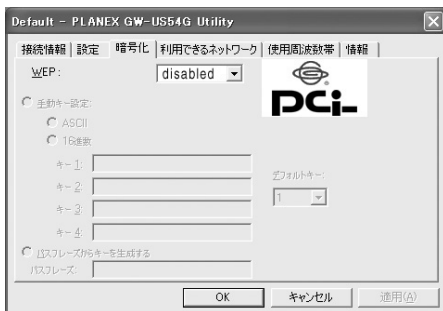 Default - PLANEX GW-US54G Utility
接続情報 設定 暗号化 利用できるネットワーク 使用周波数帯 情報
WEP: disabled
PCi
手動キー設定:
ASCII
16進数
キー 1:
キー 2:
キー 3:
キー 4:
デフォルトキー:
1
パスフレーズからキーを生成する
パスフレーズ:
OK キャンセル 適用(A)